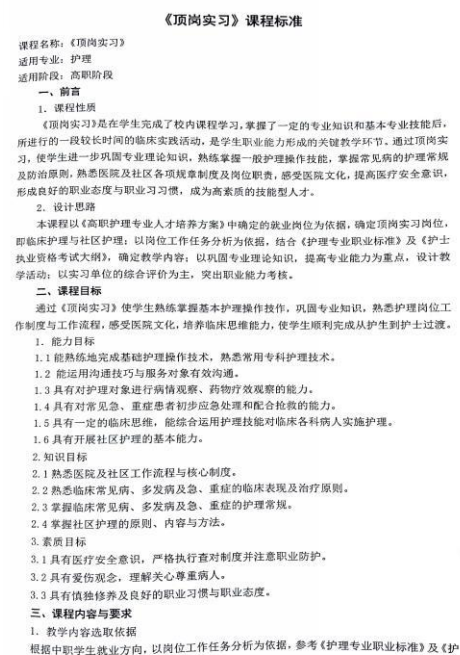 《顶岗实习》课程标准
课程名称：《顶岗实习》
适用专业：护理
适用阶段：高职阶段
一、前言
1. 课程性质
《顶岗实习》是在学生完成了校内课程学习，掌握了一定的专业知识和基本专业技能后，
所进行的一段较长时间的临床实践活动，是学生职业能力形成的关键教学环节。通过顶岗实
习，使学生进一步巩固专业理论知识，熟练掌握一般护理操作技能，掌握常见病的护理常规
及防治原则，熟悉医院及社区各项规章制度及岗位职责，感受医院文化，提高医疗安全意识，
形成良好的职业态度与职业习习惯，成为高素质的技能型人才。
2. 设计思路
本课程以《高职护理专业人才培养方案》中确定的就业岗位为依据，确定顶岗实习岗位，
即临床护理与社区护理；以岗位工作任务分析为依据，结合《护理专业职业标准》及《护士
执业资格考试大纲》，确定教学内容；以巩固专业理论知识，提高专业能力为重点，设计教
学活动；以实习单位的综合评价为主，突出职业能力考核。
二、课程目标
通过《顶岗实习》使学生熟练掌握基本护理操作技作，巩固专业知识，熟悉护理岗位工
作制度与工作流程，感受医院文化，培养临床思维能力，使学生顺利完成从护生到护士过渡。
1. 能力目标
1.1 能熟练地完成基础护理操作技术，熟悉常用专科护理技术。
1.2 能运用沟通技巧与服务对象有效沟通。
1.3 具有对护理对象进行病情观察、药物疗效观察的能力。
1.4 具有对常见急、重症患者初步应急处理和配合抢救的能力。
1.5 具有一定的临床思维，能综合运用护理技能对临床各科病人实施护理。
1.6 具有开展社区护理的基本能力。
2. 知识目标
2.1 熟悉医院及社区工作流程与核心制度。
2.2 熟悉临床常见病、多发病及急、重症的临床表现及治疗原则。
2.3 掌握临床常见病、多发病及急、重症的护理常规。
2.4 掌握社区护理的原则、内容与方法。
3. 素质目标
3.1 具有医疗安全意识，严格执行查对制度并注意职业防护。
3.2 具有爱伤观念，理解关心尊重病人。
3.3 具有慎独修养及良好的职业习惯与职业态度。
三、课程内容与要求
1. 教学内容选取依据
根据中职学生就业方向，以岗位工作任务分析为依据，参考《护理专业职业标准》及《护